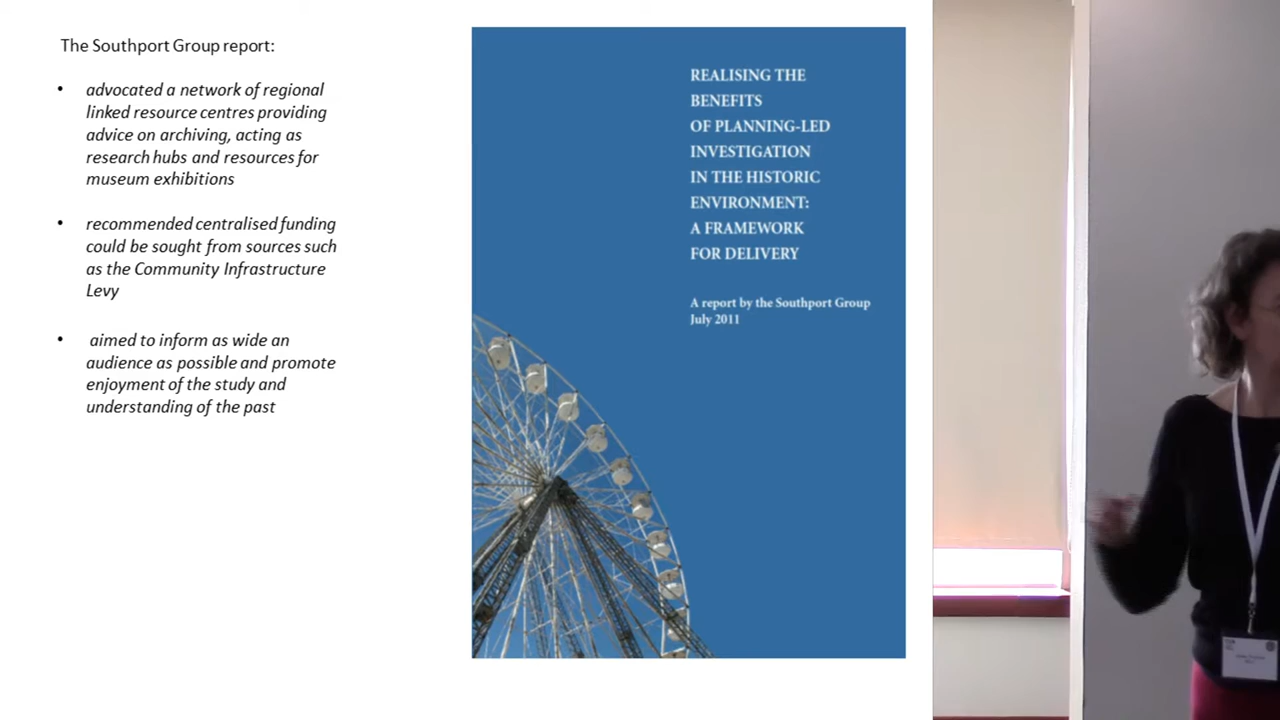 The Southport Group report:
• advocated a network of regional
linked resource centres providing
advice on archiving, acting as
research hubs and resources for
museum exhibitions
• recommended centralised funding
could be sought from sources such
as the Community Infrastructure
Levy
• aimed to inform as wide an
audience as possible and promote
enjoyment of the study and
understanding of the past
REALISING THE
BENEFITS
OF PLANNING-LED
INVESTIGATION
IN THE HISTORIC
ENVIRONMENT:
A FRAMEWORK
FOR DELIVERY
A report by the Southport Group
July 2011